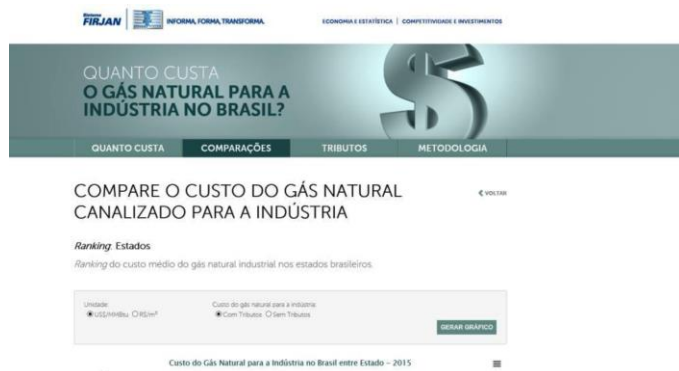 Sistema
FIRJAN
INFORMA, FORMA, TRANSFORMA.
ECONOMIA E ESTATÍSTICA | COMPETITIVIDADE E INVESTIMENTOS
QUANTO CUSTA
O GÁS NATURAL PARA A
INDÚSTRIA NO BRASIL?
QUANTO CUSTA COMPARAÇÕES TRIBUTOS METODOLOGIA
COMPARE O CUSTO DO GÁS NATURAL
CANALIZADO PARA A INDÚSTRIA
VOLTAR
Ranking: Estados
Ranking do custo médio do gás natural industrial nos estados brasileiros.
Unidade: Custo do gás natural para a indústria:
US$/MMBtu R$/m³ Com Tributos Sem Tributos
GERAR GRÁFICO
Custo do Gás Natural para a Indústria no Brasil entre Estado - 2015